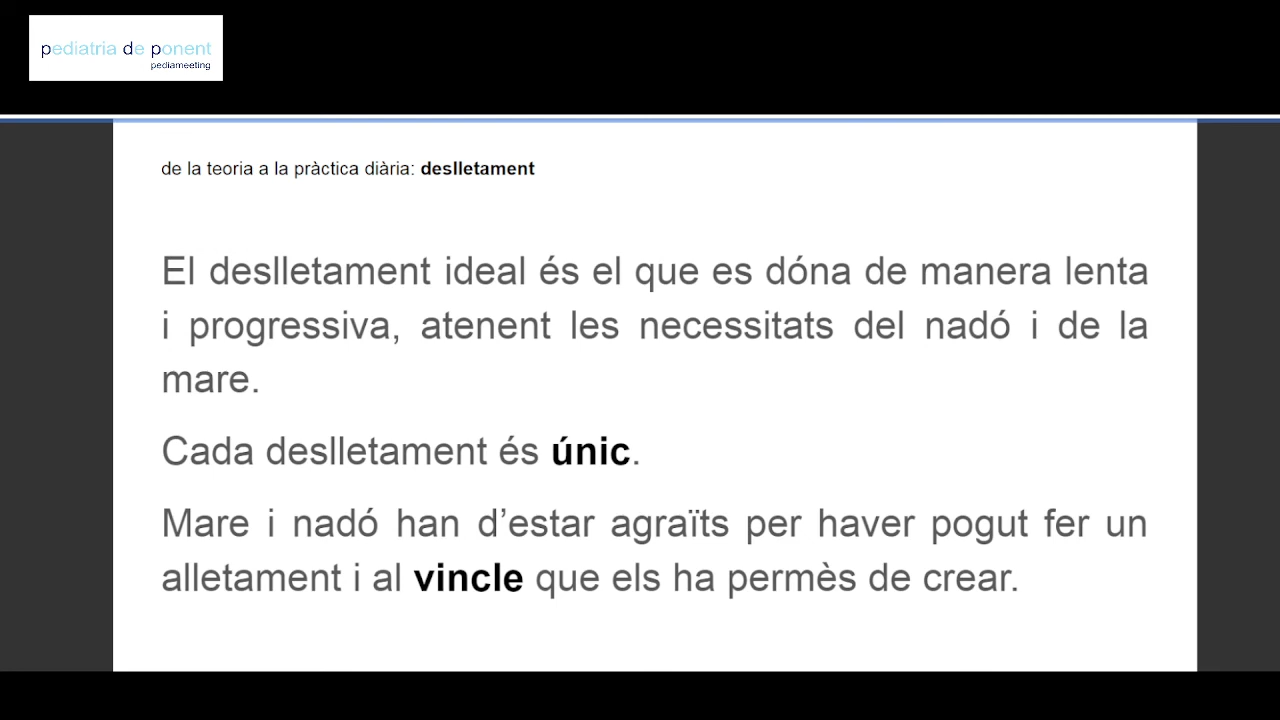 pediatria de ponent
pediameeting
de la teoria a la pràctica diària: deslletament
El deslletament ideal és el que es dóna de manera lenta
i progressiva, atenent les necessitats del nadó i de la
mare.
Cada deslletament és únic.
Mare i nadó han d’estar agraïts per haver pogut fer un
alletament i al vincle que els ha permès de crear.